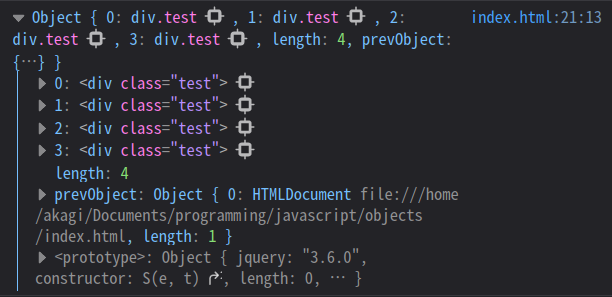 Object { 0: div.test , 1: div.test , 2: index.html:21:13
div.test , 3: div.test , length: 4, prevObject:
{…} }
0: <div class="test">
1: <div class="test">
2: <div class="test">
3: <div class="test">
length: 4
prevObject: Object { 0: HTMLDocument file:///home
/akagi/Documents/programming/javascript/objects
/index.html, length: 1 }
<prototype>: Object { jquery: "3.6.0",
constructor: S(e, t) , length: 0, … }